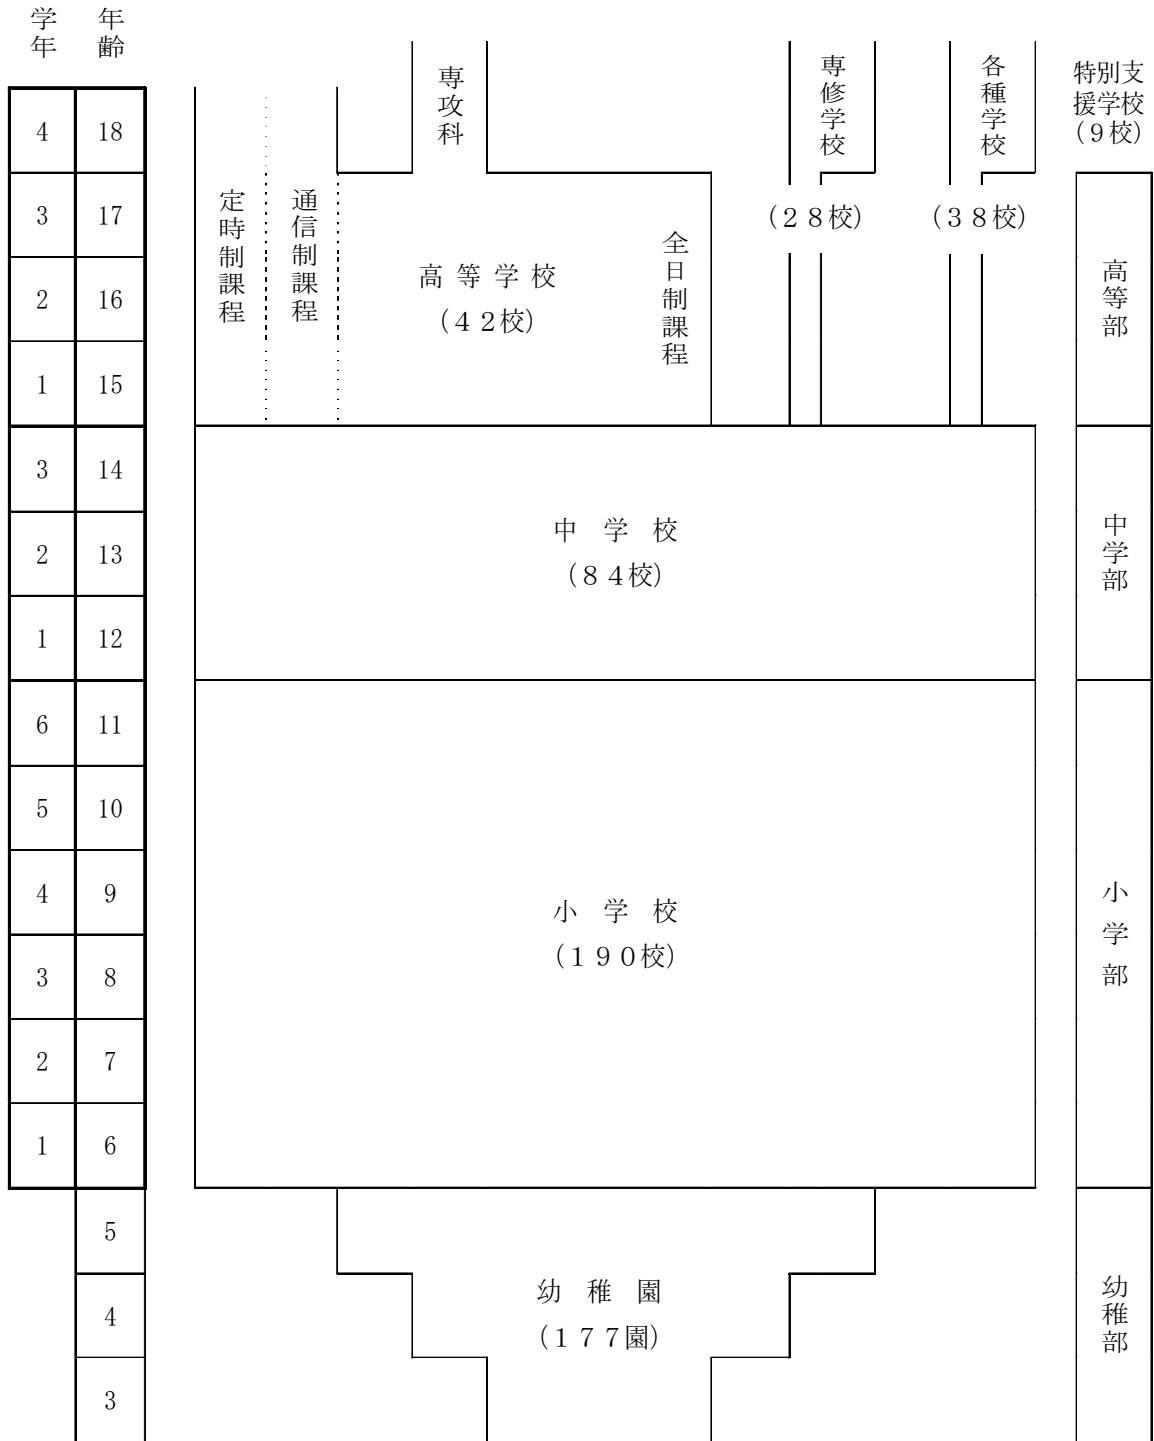 学年
年齢
専攻科
専修学校
各種学校
特別支
援学校
(9校)
4 18
3 17
2 16
1 15
3 14
2 13
1 12
6 11
5 10
4 9
3 8
2 7
1 6
5
4
3
定時制課程
通信制課程
高等学校
(42校)
全日制課程
(28校)
(38校)
高等部
中学校
(84校)
中学部
小学校
(190校)
小学部
幼稚園
(177園)
幼稚部